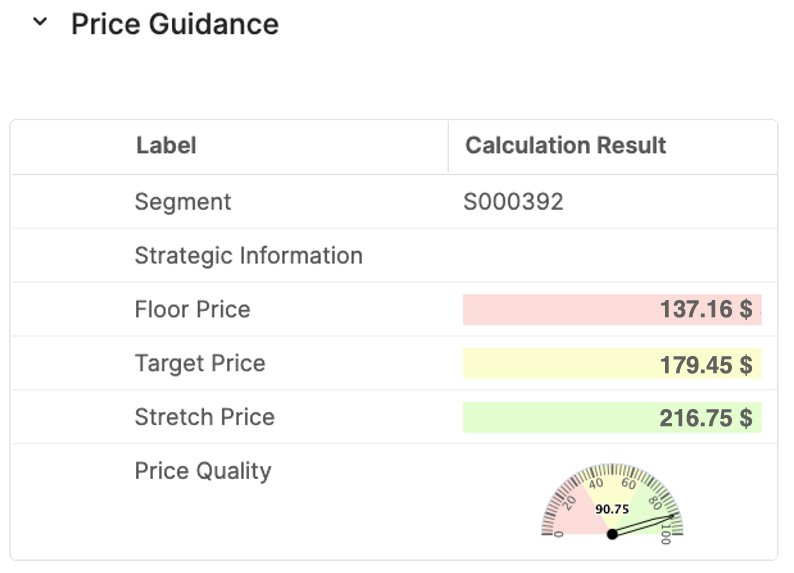 Price Guidance
Label Calculation Result
Segment S000392
Strategic Information
Floor Price 137.16 $
Target Price 179.45 $
Stretch Price 216.75 $
Price Quality
0 20 40 60 80 100
90.75